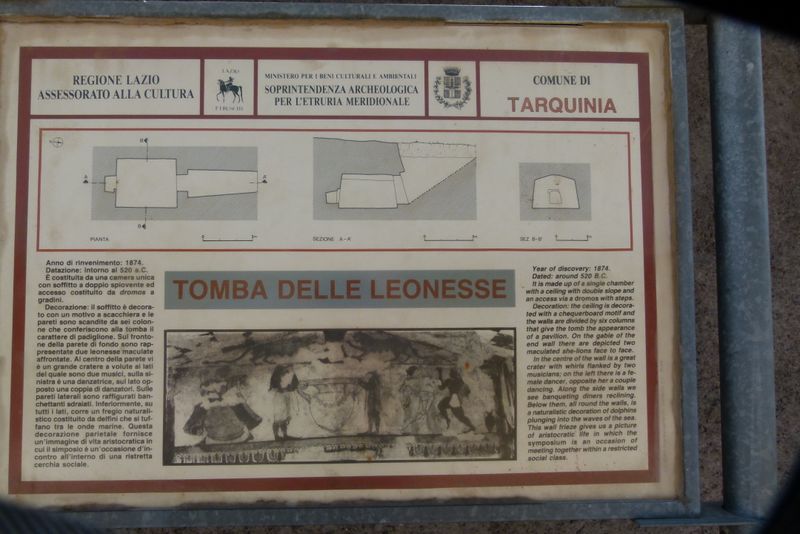 REGIONE LAZIO
ASSESSORATO ALLA CULTURA
LAZIO
ETRUSCHI
MINISTERO PER I BENI CULTURALI E AMBIENTALI
SOPRINTENDENZA ARCHEOLOGICA
PER L'ETRURIA MERIDIONALE
COMUNE DI
TARQUINIA
PIANTA
SEZIONE A-A'
SEZ B-B'
Anno di rinvenimento: 1874.
Datazione: intorno al 520 a.C.
È costituita da una camera unica
con soffitto a doppio spiovente ed
accesso costituito da dromos a
gradini.
Decorazione: il soffitto è decora-
to con un motivo a scacchiera e le
pareti sono scandite da sei colon-
ne che conferiscono alla tomba il
carattere di padiglione. Sul fronto-
ne della parete di fondo sono rap-
presentate due leonesse maculate
affrontate. Al centro della parete vi
è un grande cratere a volute ai lati
del quale sono due musici, sulla si-
nistra è una danzatrice, sul lato op-
posto una coppia di danzatori. Sulle
pareti laterali sono raffigurati ban-
chettanti sdraiati. Inferiormente, su
tutti i lati, corre un fregio naturali-
stico costituito da delfini che si tuf-
fano tra le onde marine. Questa
decorazione parietale fornisce
un'immagine di vita aristocratica in
cui il simposio è un'occasione d'in-
contro all'interno di una ristretta
cerchia sociale.
TOMBA DELLE LEONESSE
Year of discovery: 1874.
Dated: around 520 B.C.
It is made up of a single chamber
with a ceiling with double slope and
an access via a dromos with steps.
Decoration: the ceiling is decora-
ted with a chequerboard motif and
the walls are divided by six columns
that give the tomb the appearance
of a pavilion. On the gable of the
end wall there are depicted two
maculated she-lions face to face.
In the centre of the wall is a great
crater with whirls flanked by two
musicians; on the left there is a fe-
male dancer, opposite her a couple
dancing. Along the side walls we
see banqueting diners reclining.
Below them, all round the walls, is
a naturalistic decoration of dolphins
plunging into the waves of the sea.
This wall frieze gives us a picture
of aristocratic life in which the
symposium is an occasion of
meeting together within a restricted
social class.